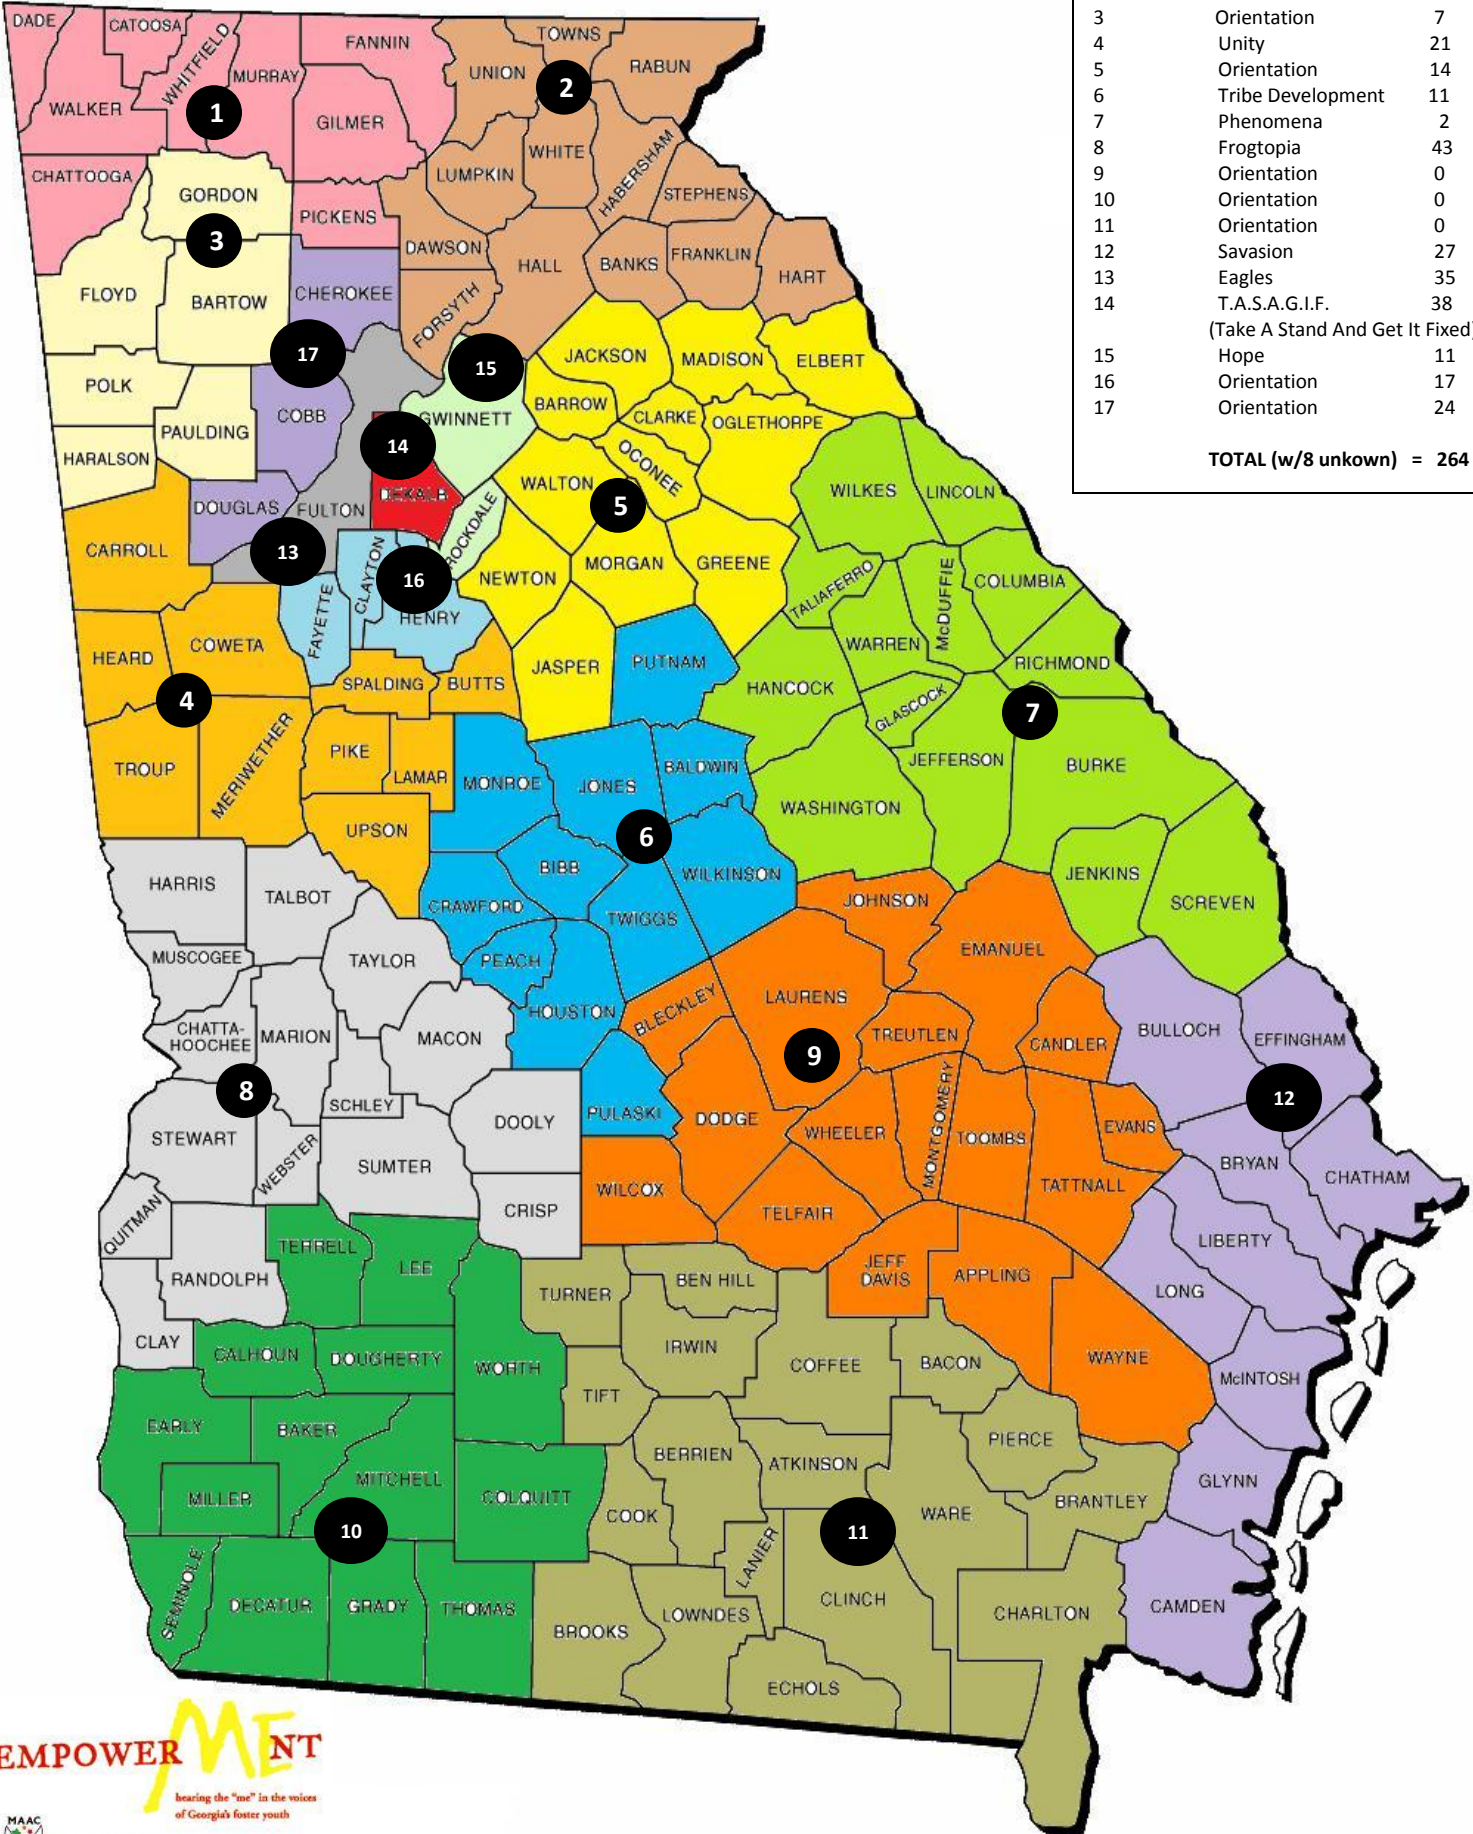 3 Orientation 7
4 Unity 21
5 Orientation 14
6 Tribe Development 11
7 Phenomena 2
8 Frogtopia 43
9 Orientation 0
10 Orientation 0
11 Orientation 0
12 Savasion 27
13 Eagles 35
14 T.A.S.A.G.I.F. 38
(Take A Stand And Get It Fixed)
15 Hope 11
16 Orientation 17
17 Orientation 24
TOTAL (w/8 unkown) = 264
DADE
CATOOSA
WHITFIELD
MURRAY
FANNIN
WALKER
1
GILMER
CHATTOOGA
PICKENS
TOWNS
UNION
2
RABUN
WHITE
LUMPKIN
HABERSHAM
STEPHENS
DAWSON
HALL
BANKS
FRANKLIN
HART
FORSYTH
GORDON
3
FLOYD
BARTOW
POLK
PAULDING
HARALSON
CHEROKEE
17
COBB
DOUGLAS
FULTON
13
14
DEKALB
15
GWINNETT
ROCKDALE
CLAYTON
16
HENRY
FAYETTE
JACKSON
MADISON
ELBERT
BARROW
CLARKE
OGLETHORPE
OCONEE
WALTON
5
NEWTON
MORGAN
GREENE
JASPER
CARROLL
HEARD
COWETA
SPALDING
BUTTS
4
TROUP
MERIWETHER
PIKE
LAMAR
UPSON
PUTNAM
MONROE
JONES
BALDWIN
6
BIBB
WILKINSON
CRAWFORD
TWIGGS
PEACH
HOUSTON
PULASKI
WILKES
LINCOLN
TALIAFERRO
McDUFFIE
COLUMBIA
WARREN
RICHMOND
HANCOCK
GLASCOCK
7
JEFFERSON
BURKE
WASHINGTON
JENKINS
SCREVEN
HARRIS
TALBOT
MUSCOGEE
TAYLOR
CHATTA-
HOOCHEE
MARION
MACON
8
SCHLEY
DOOLY
STEWART
WEBSTER
SUMTER
CRISP
QUITMAN
RANDOLPH
CLAY
JOHNSON
EMANUEL
BLECKLEY
LAURENS
TREUTLEN
CANDLER
9
DODGE
WHEELER
MONTGOMERY
TOOMBS
EVANS
TATTNALL
WILCOX
TELFAIR
JEFF
DAVIS
APPLING
WAYNE
BULLOCH
EFFINGHAM
12
BRYAN
CHATHAM
LIBERTY
LONG
McINTOSH
GLYNN
CAMDEN
TERRELL
LEE
CALHOUN
DOUGHERTY
WORTH
EARLY
BAKER
MITCHELL
MILLER
COLQUITT
10
SEMINOLE
DECATUR
GRADY
THOMAS
TURNER
BEN HILL
IRWIN
COFFEE
BACON
TIFT
BERRIEN
ATKINSON
PIERCE
COOK
WARE
BRANTLEY
11
LANIER
CLINCH
BROOKS
LOWNDES
CHARLTON
ECHOLS
EMPOWERMENT
hearing the "me" in the voices
of Georgia's foster youth
MAAC